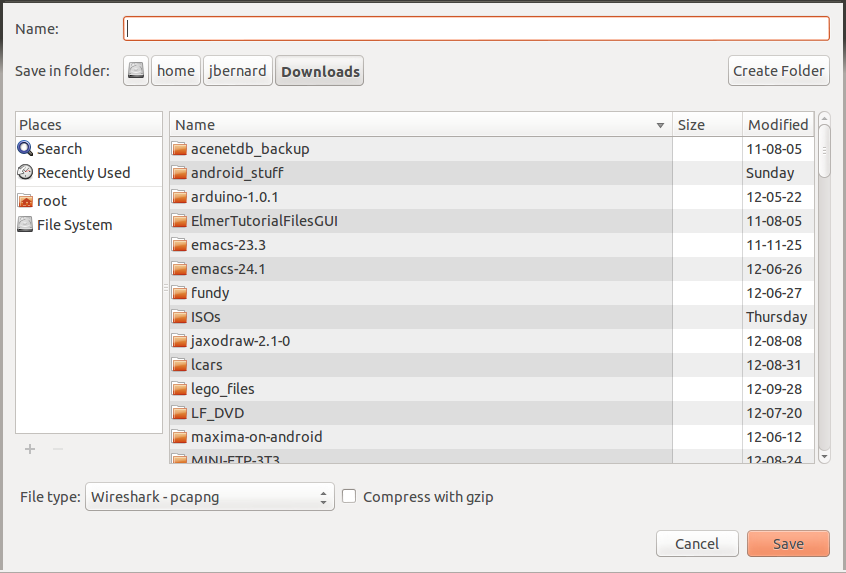 Name:
Save in folder: home jbernard Downloads Create Folder
Places Name Size Modified
Search acenetdb_backup 11-08-05
Recently Used android_stuff Sunday
root arduino-1.0.1 12-05-22
File System ElmerTutorialFilesGUI 11-08-05
emacs-23.3 11-11-25
emacs-24.1 12-06-26
fundy 12-06-27
ISOs Thursday
jaxodraw-2.1-0 12-08-08
lcars 12-08-31
lego_files 12-09-28
LF_DVD 12-07-20
maxima-on-android 12-06-12
MINI-FTP-3T3 12-08-24
File type: Wireshark - pcapng Compress with gzip
Cancel Save